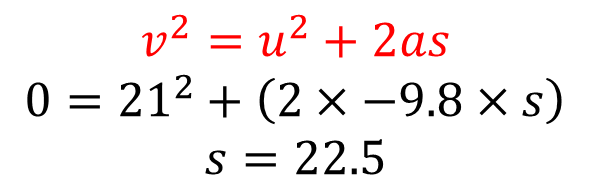 v² = u² + 2as
0 = 21² + (2 × −9.8 × s)
s = 22.5